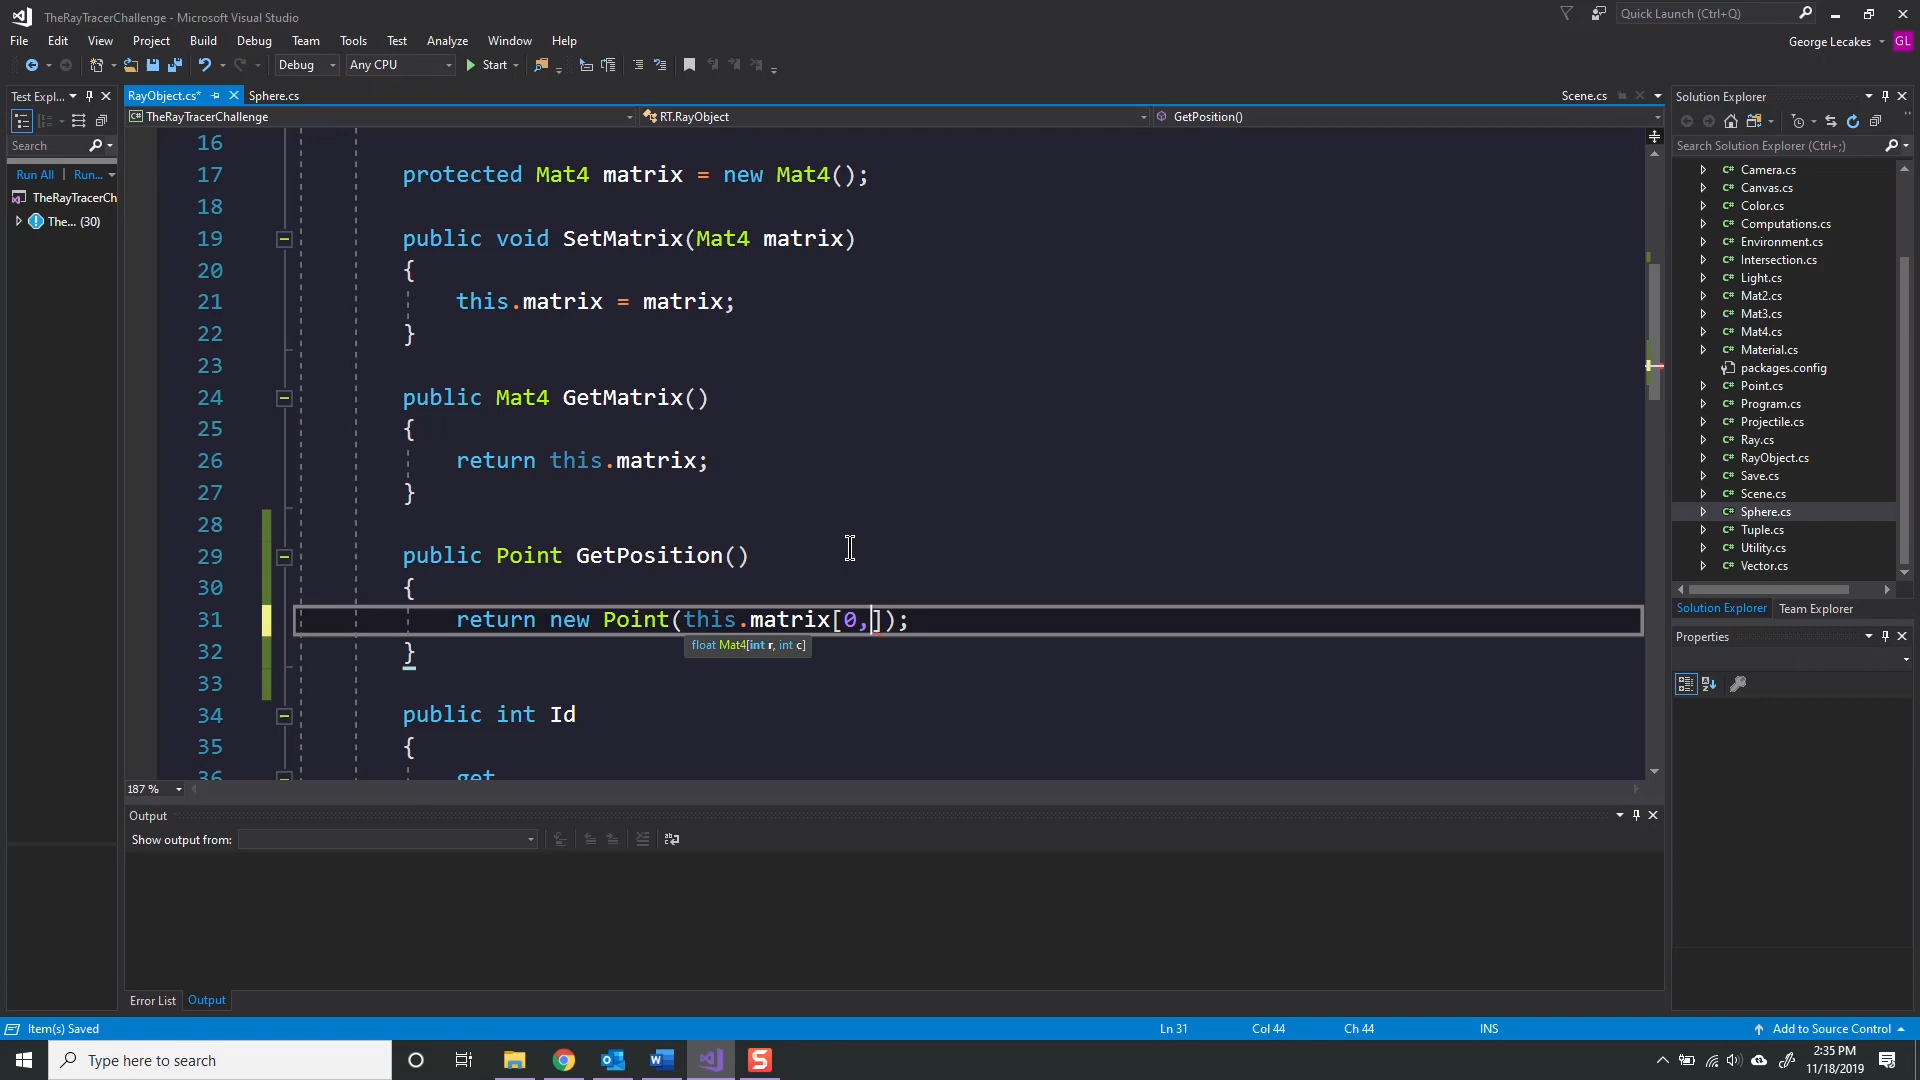 TheRayTracerChallenge - Microsoft Visual Studio
Quick Launch (Ctrl+Q)
File Edit View Project Build Debug Team Tools Test Analyze Window Help
George Lecakes GL
Debug Any CPU Start
Test Expl...
RayObject.cs* Sphere.cs Scene.cs
Solution Explorer
TheRayTracerChallenge RT.RayObject GetPosition()
Search
Search Solution Explorer (Ctrl+;)
Run All | Run...
TheRayTracerCh
The... (30)
16
17 protected Mat4 matrix = new Mat4();
18
19 public void SetMatrix(Mat4 matrix)
20 {
21 this.matrix = matrix;
22 }
23
24 public Mat4 GetMatrix()
25 {
26 return this.matrix;
27 }
28
29 public Point GetPosition()
30 {
31 return new Point(this.matrix[0,]);
float Mat4[int r, int c]
32 }
33
34 public int Id
35 {
36 get
187 %
C# Camera.cs
C# Canvas.cs
C# Color.cs
C# Computations.cs
C# Environment.cs
C# Intersection.cs
C# Light.cs
C# Mat2.cs
C# Mat3.cs
C# Mat4.cs
C# Material.cs
packages.config
C# Point.cs
C# Program.cs
C# Projectile.cs
C# Ray.cs
C# RayObject.cs
C# Save.cs
C# Scene.cs
C# Sphere.cs
C# Tuple.cs
C# Utility.cs
C# Vector.cs
Solution Explorer Team Explorer
Properties
Output
Show output from:
Error List Output
Item(s) Saved Ln 31 Col 44 Ch 44 INS Add to Source Control
Type here to search
2:35 PM
11/18/2019